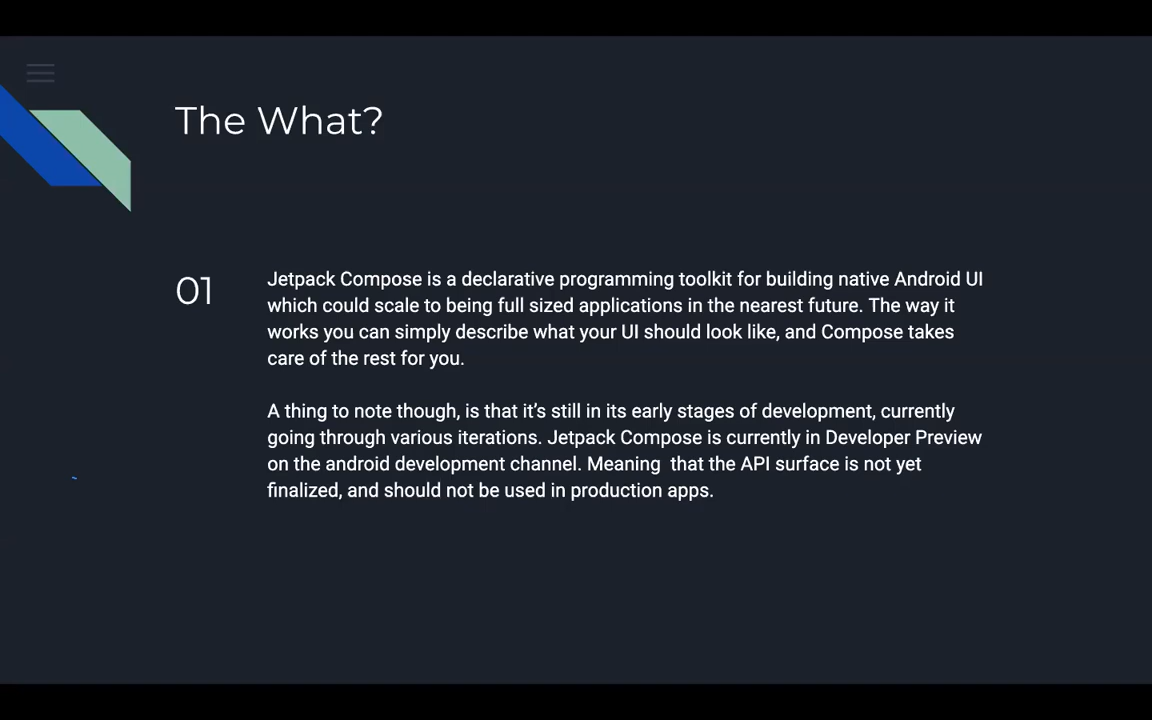 The What?
01
Jetpack Compose is a declarative programming toolkit for building native Android UI
which could scale to being full sized applications in the nearest future. The way it
works you can simply describe what your UI should look like, and Compose takes
care of the rest for you.
A thing to note though, is that it’s still in its early stages of development, currently
going through various iterations. Jetpack Compose is currently in Developer Preview
on the android development channel. Meaning  that the API surface is not yet
finalized, and should not be used in production apps.